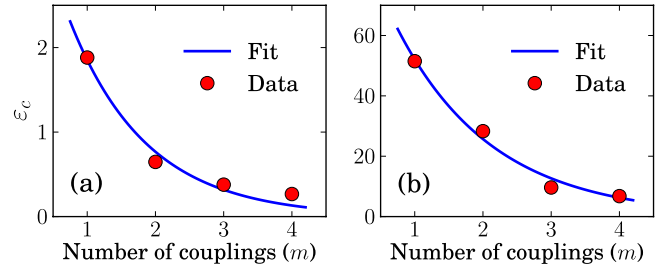 2
1
0
ε_c
Fit
Data
(a)
1 2 3 4
Number of couplings (m)
60
40
20
0
Fit
Data
(b)
1 2 3 4
Number of couplings (m)